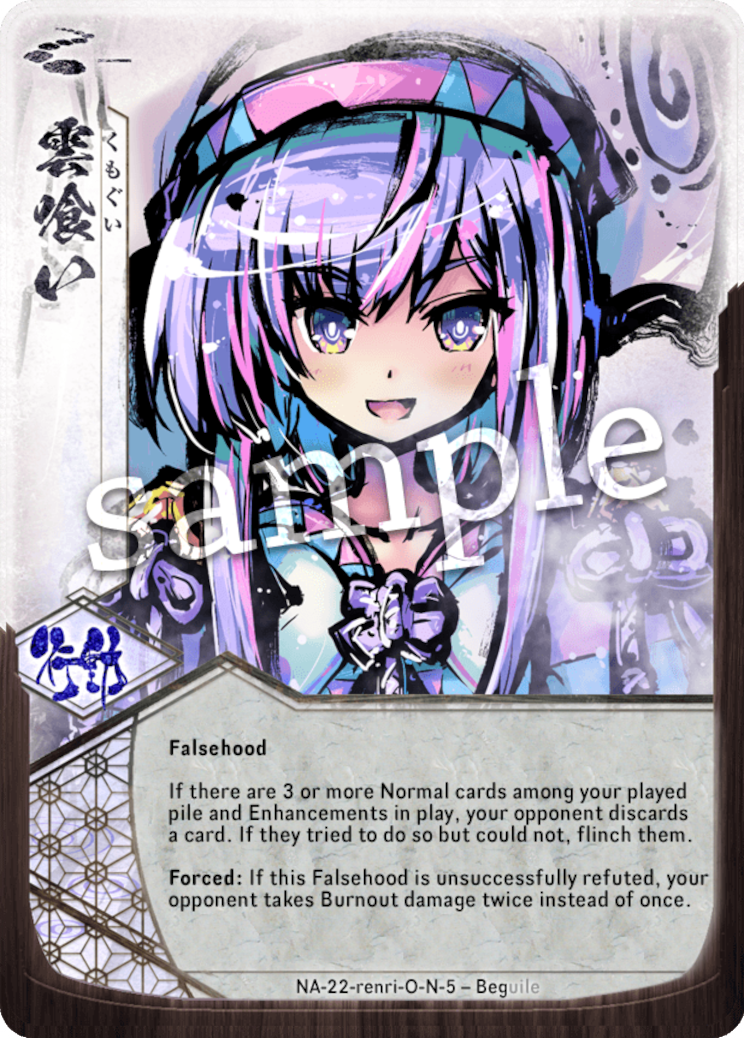 雲喰い
くもぐい
sample
行動
Falsehood
If there are 3 or more Normal cards among your played
pile and Enhancements in play, your opponent discards
a card. If they tried to do so but could not, flinch them.
Forced: If this Falsehood is unsuccessfully refuted, your
opponent takes Burnout damage twice instead of once.
NA-22-renri-O-N-5 – Beguile